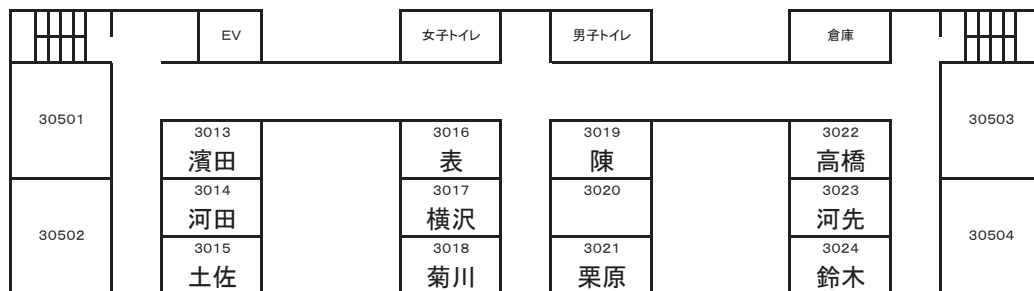 EV
女子トイレ
男子トイレ
倉庫
30501
30503
3013
濱田
3016
表
3019
陳
3022
高橋
3014
河田
3017
横沢
3020
3023
河先
30502
30504
3015
土佐
3018
菊川
3021
栗原
3024
鈴木